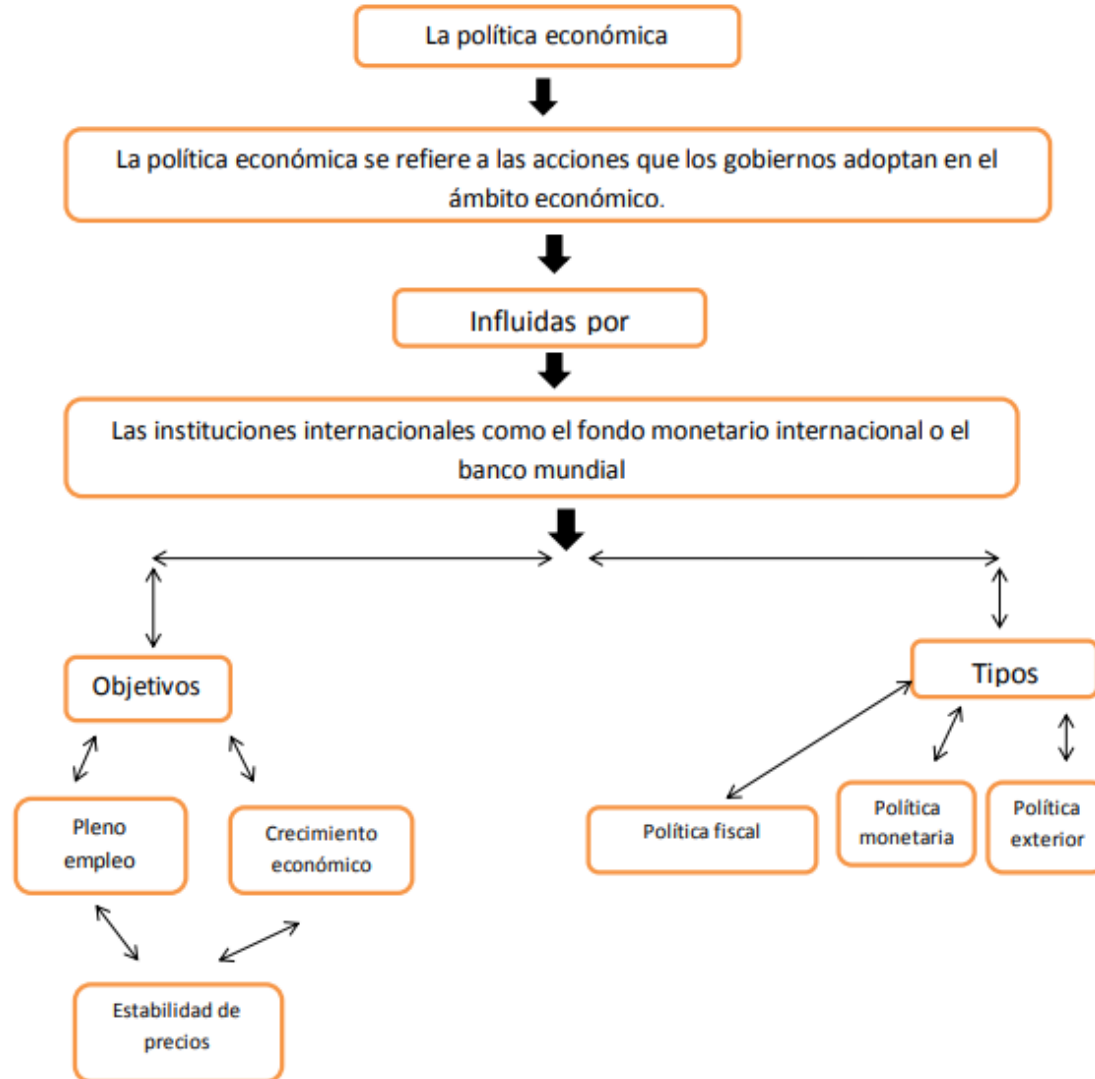 La política económica
La política económica se refiere a las acciones que los gobiernos adoptan en el
ámbito económico.
Influidas por
Las instituciones internacionales como el fondo monetario internacional o el
banco mundial
Objetivos
Tipos
Pleno
empleo
Crecimiento
económico
Política fiscal
Política
monetaria
Política
exterior
Estabilidad de
precios